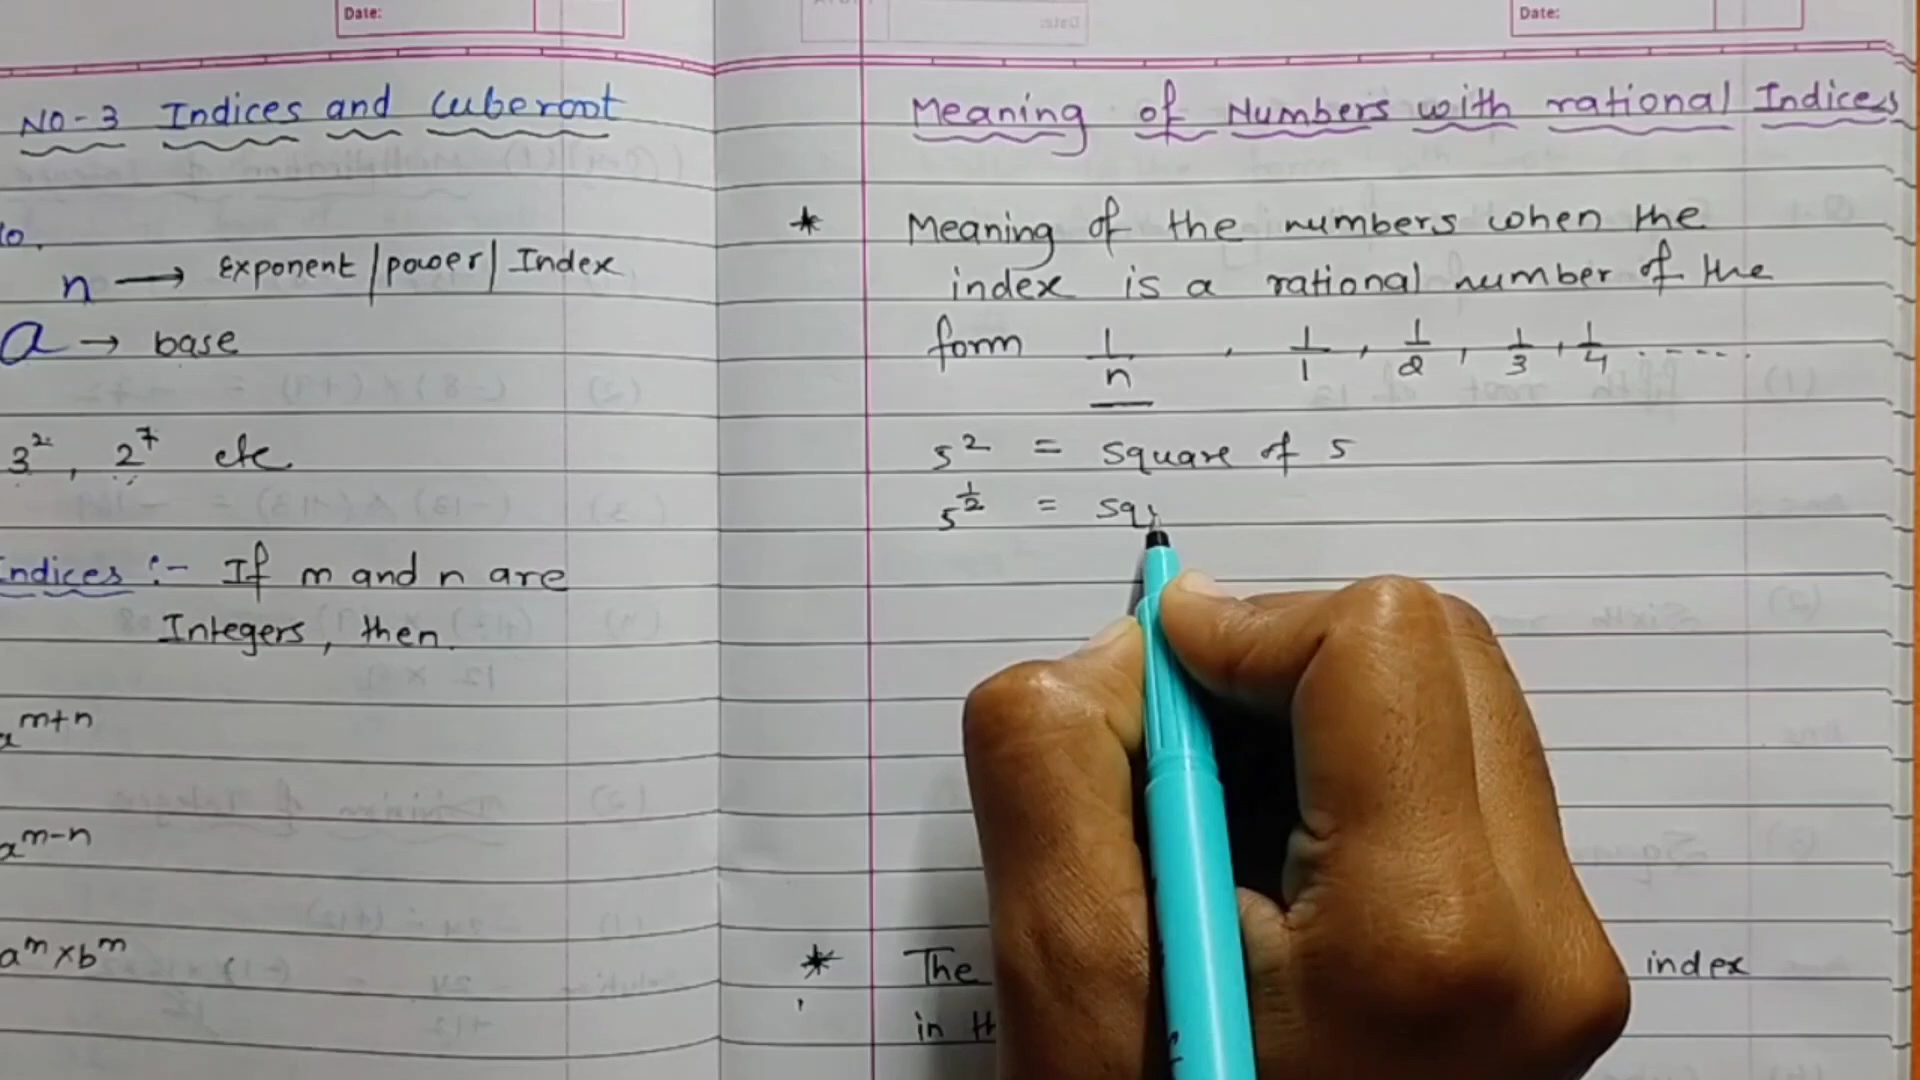 Date:
NO-3 Indices and Cuberoot
n → Exponent/power/Index
a → base
3², 2⁷ etc
Indices :- If m and n are
Integers, then.
a^m+n
a^m-n
a^m × b^m
Date:
Meaning of Numbers with rational Indices
* Meaning of the numbers when the
index is a rational number of the
form 1/n , 1/1, 1/2, 1/3, 1/4 .....
5² = square of 5
5^1/2 = squ
* The index
in th